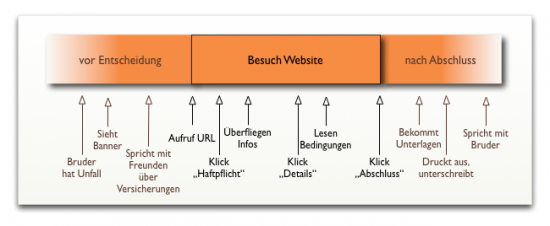 vor Entscheidung
Besuch Website
nach Abschluss
Bruder
hat Unfall
Sieht
Banner
Spricht mit
Freunden
über
Versicherungen
Aufruf URL
Klick
„Haftpflicht"
Überfliegen
Infos
Klick
„Details"
Lesen
Bedingungen
Klick
„Abschluss"
Bekommt
Unterlagen
Druckt aus,
unterschreibt
Spricht mit
Bruder